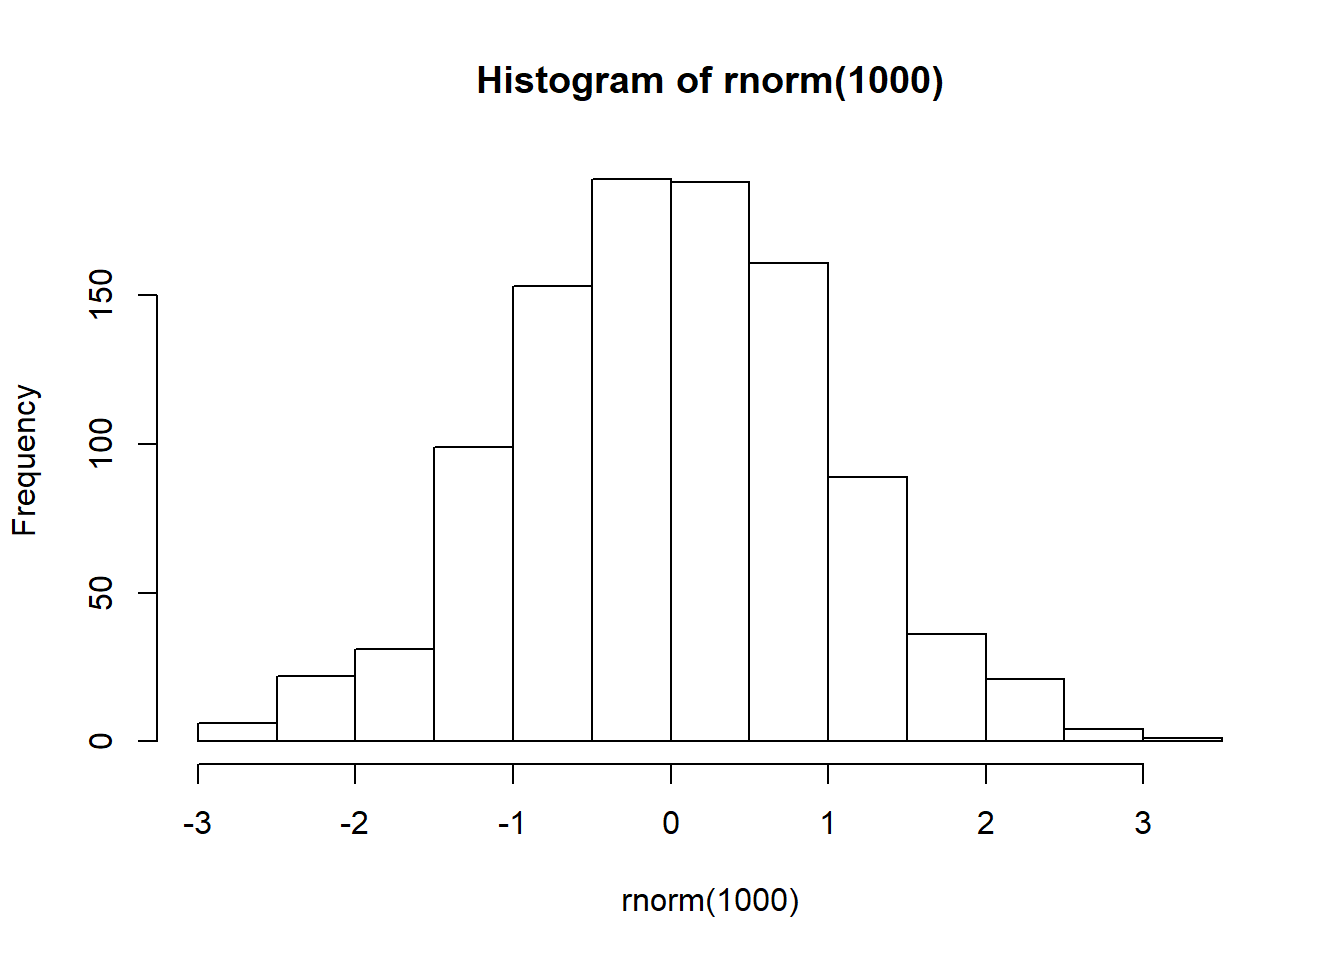 Histogram of rnorm(1000)
Frequency
150
100
50
0
-3 -2 -1 0 1 2 3
rnorm(1000)